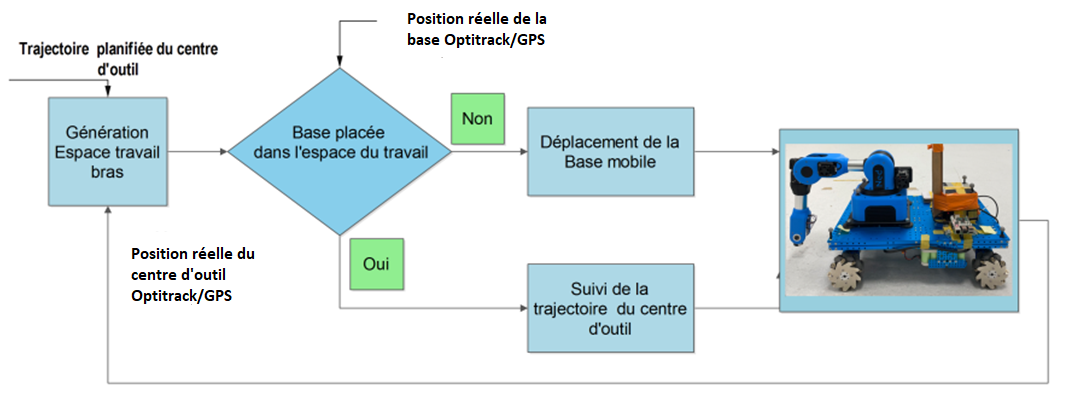 Position réelle de la
base Optitrack/GPS
Trajectoire planifiée du centre
d'outil
Génération
Espace travail
bras
Base placée
dans l'espace du travail
Non
Déplacement de la
Base mobile
Position réelle du
centre d'outil
Optitrack/GPS
Oui
Suivi de la
trajectoire du centre
d'outil